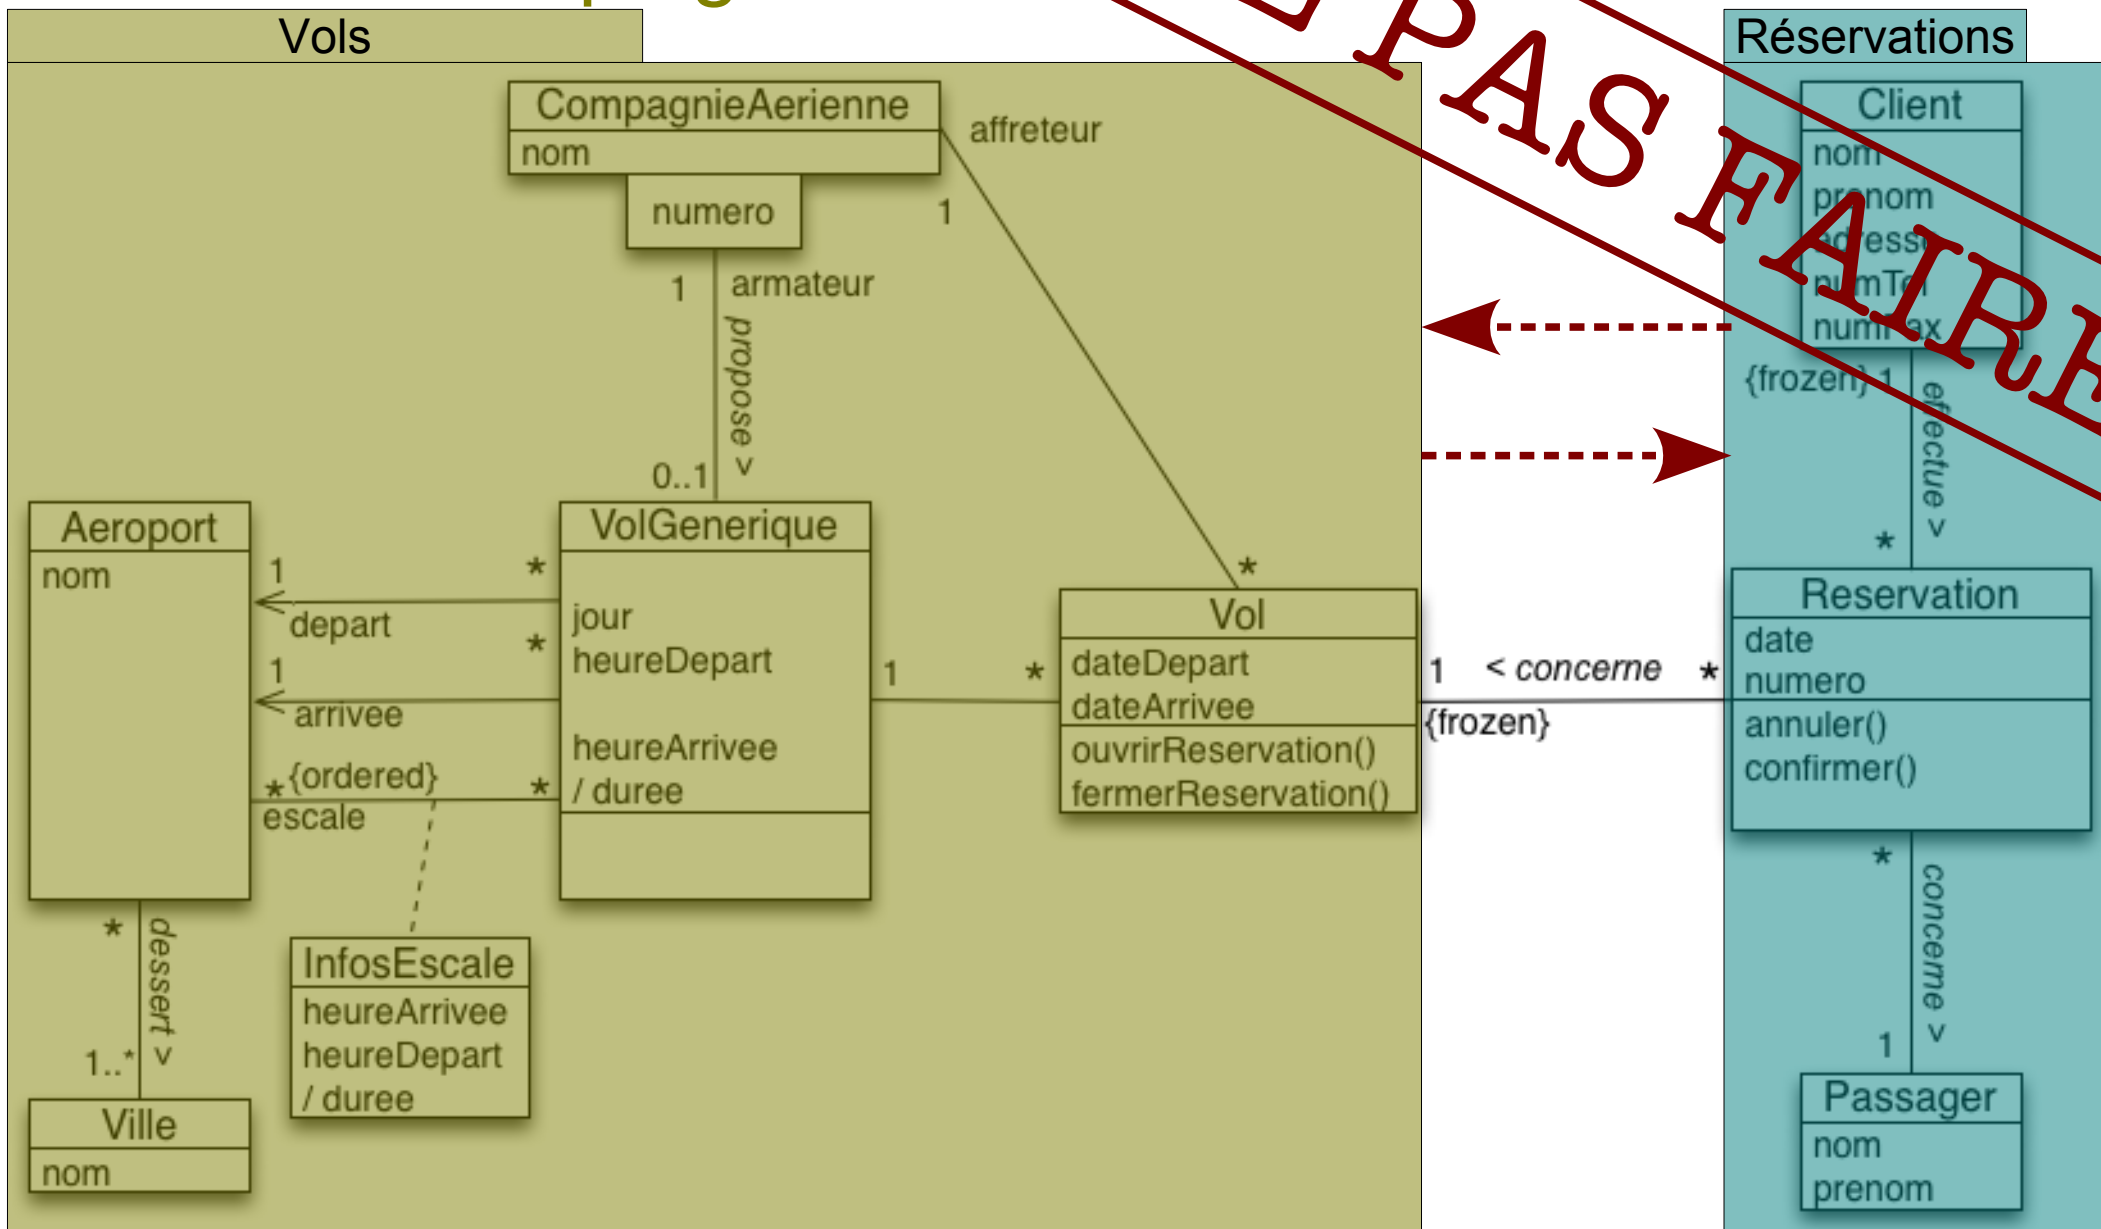 Vols
Réservations
PAS FAIRE
CompagnieAerienne
nom
numero
affreteur
1
1
armateur
propose >
0..1
Client
nom
prenom
adresse
numTel
numFax
{frozen} 1
effectue >
*
Aeroport
nom
1
depart
*
1
arrivee
*
*
{ordered}
escale
*
VolGenerique
jour
heureDepart
heureArrivee
/ duree
1
*
*
Vol
dateDepart
dateArrivee
ouvrirReservation()
fermerReservation()
1
< concerne
*
{frozen}
Reservation
date
numero
annuler()
confirmer()
*
concerne >
1
Passager
nom
prenom
*
dessert >
1..*
Ville
nom
InfosEscale
heureArrivee
heureDepart
/ duree